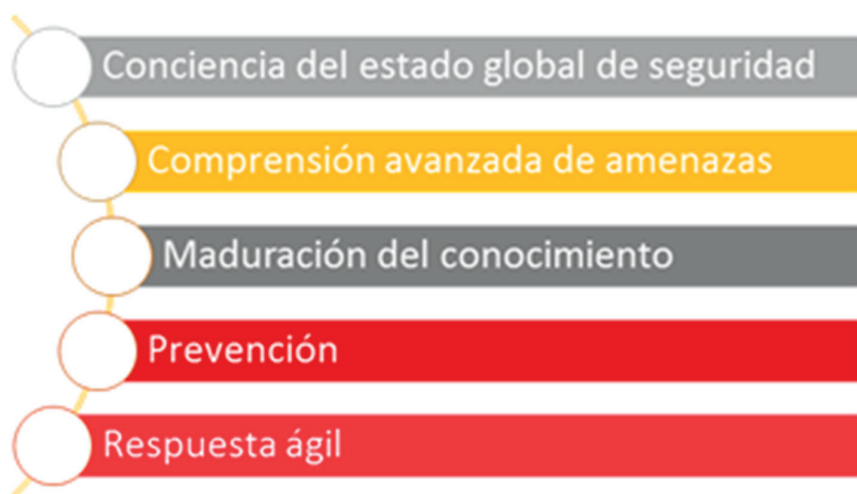 Conciencia del estado global de seguridad
Comprensión avanzada de amenazas
Maduración del conocimiento
Prevención
Respuesta ágil